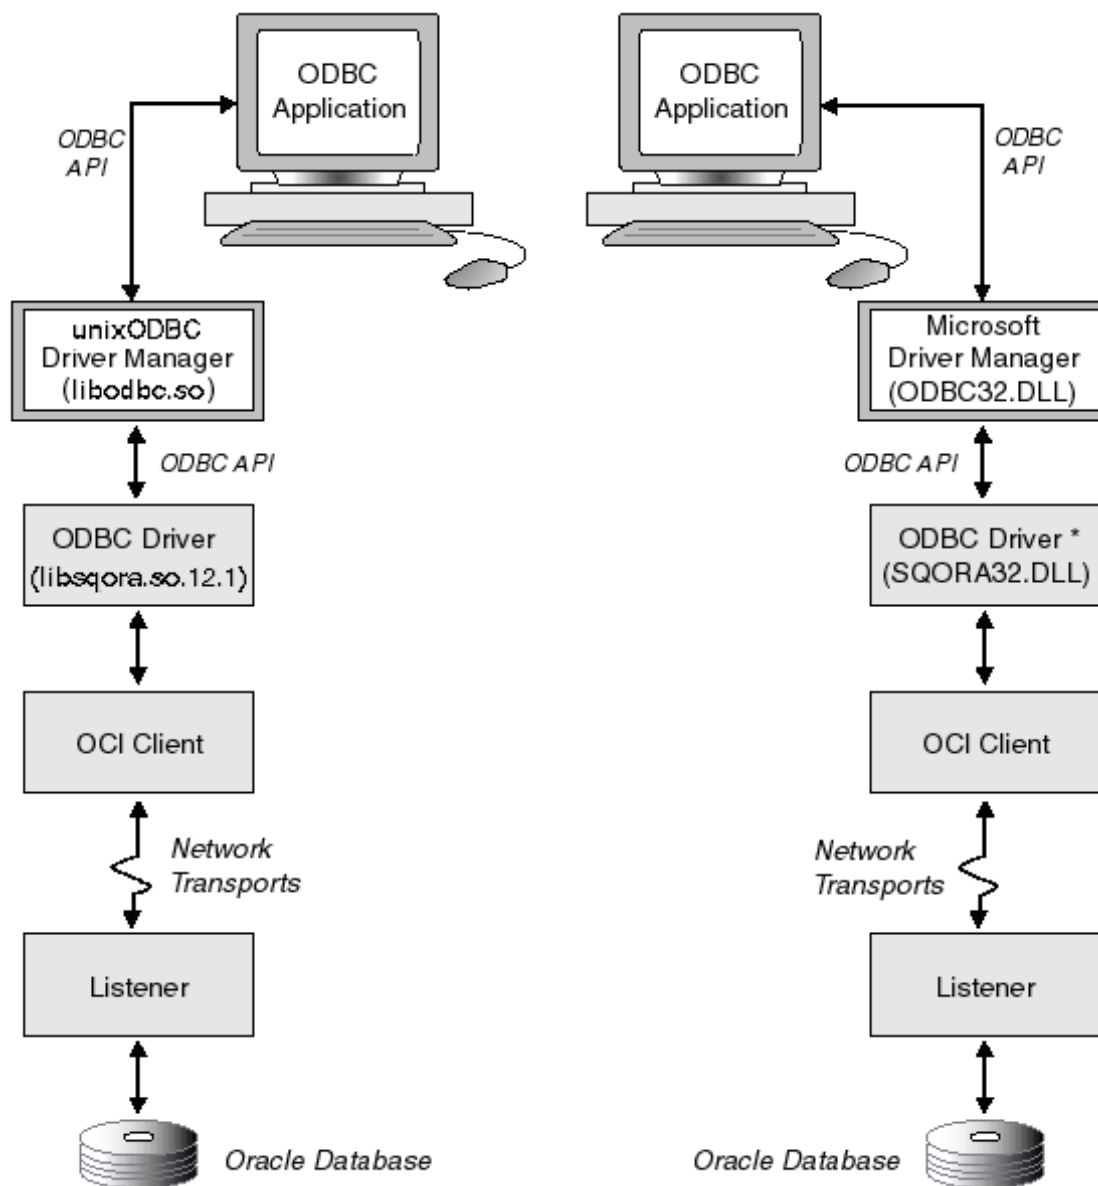 ODBC
Application
ODBC
API
unixODBC
Driver Manager
(libodbc.so)
ODBC API
ODBC Driver
(libsqora.so.12.1)
OCI Client
Network
Transports
Listener
Oracle Database
ODBC
Application
ODBC
API
Microsoft
Driver Manager
(ODBC32.DLL)
ODBC API
ODBC Driver *
(SQORA32.DLL)
OCI Client
Network
Transports
Listener
Oracle Database